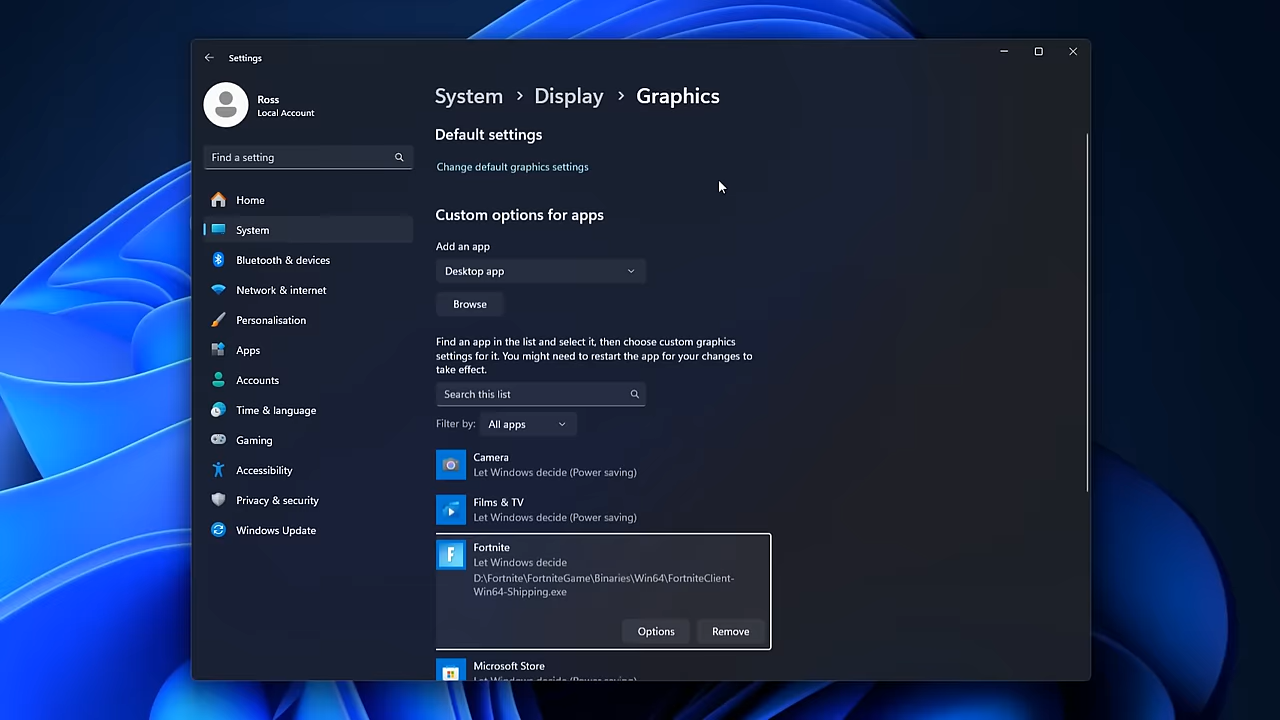 Settings
Ross
Local Account
Find a setting
Home
System
Bluetooth & devices
Network & internet
Personalisation
Apps
Accounts
Time & language
Gaming
Accessibility
Privacy & security
Windows Update
System > Display > Graphics
Default settings
Change default graphics settings
Custom options for apps
Add an app
Desktop app
Browse
Find an app in the list and select it, then choose custom graphics
settings for it. You might need to restart the app for your changes to
take effect.
Search this list
Filter by: All apps
Camera
Let Windows decide (Power saving)
Films & TV
Let Windows decide (Power saving)
F
Fortnite
Let Windows decide
D:\Fortnite\FortniteGame\Binaries\Win64\FortniteClient-
Win64-Shipping.exe
Options Remove
Microsoft Store
Let Windows decide (Power saving)